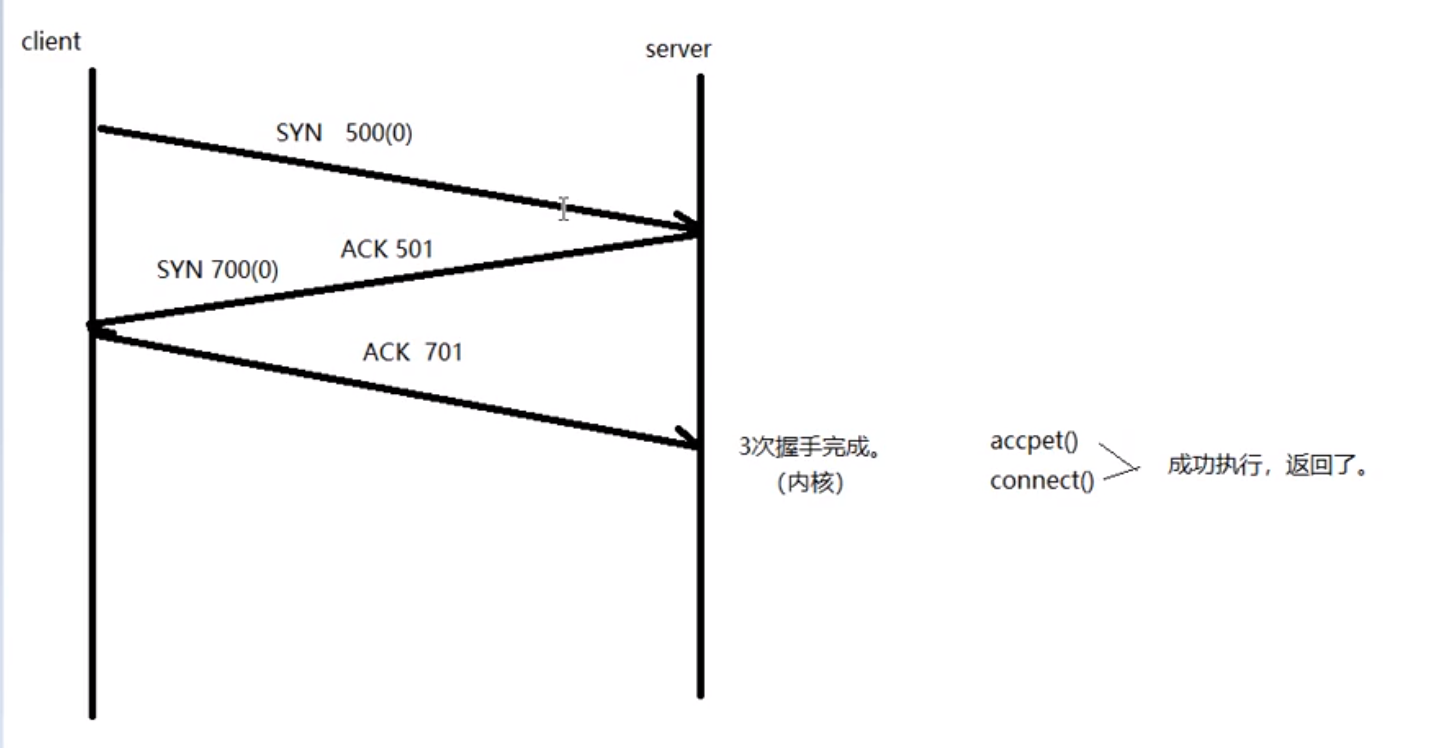 client
server
SYN 500(0)
ACK 501
SYN 700(0)
ACK 701
3次握手完成。
（内核）
accpet()
connect()
成功执行，返回了。